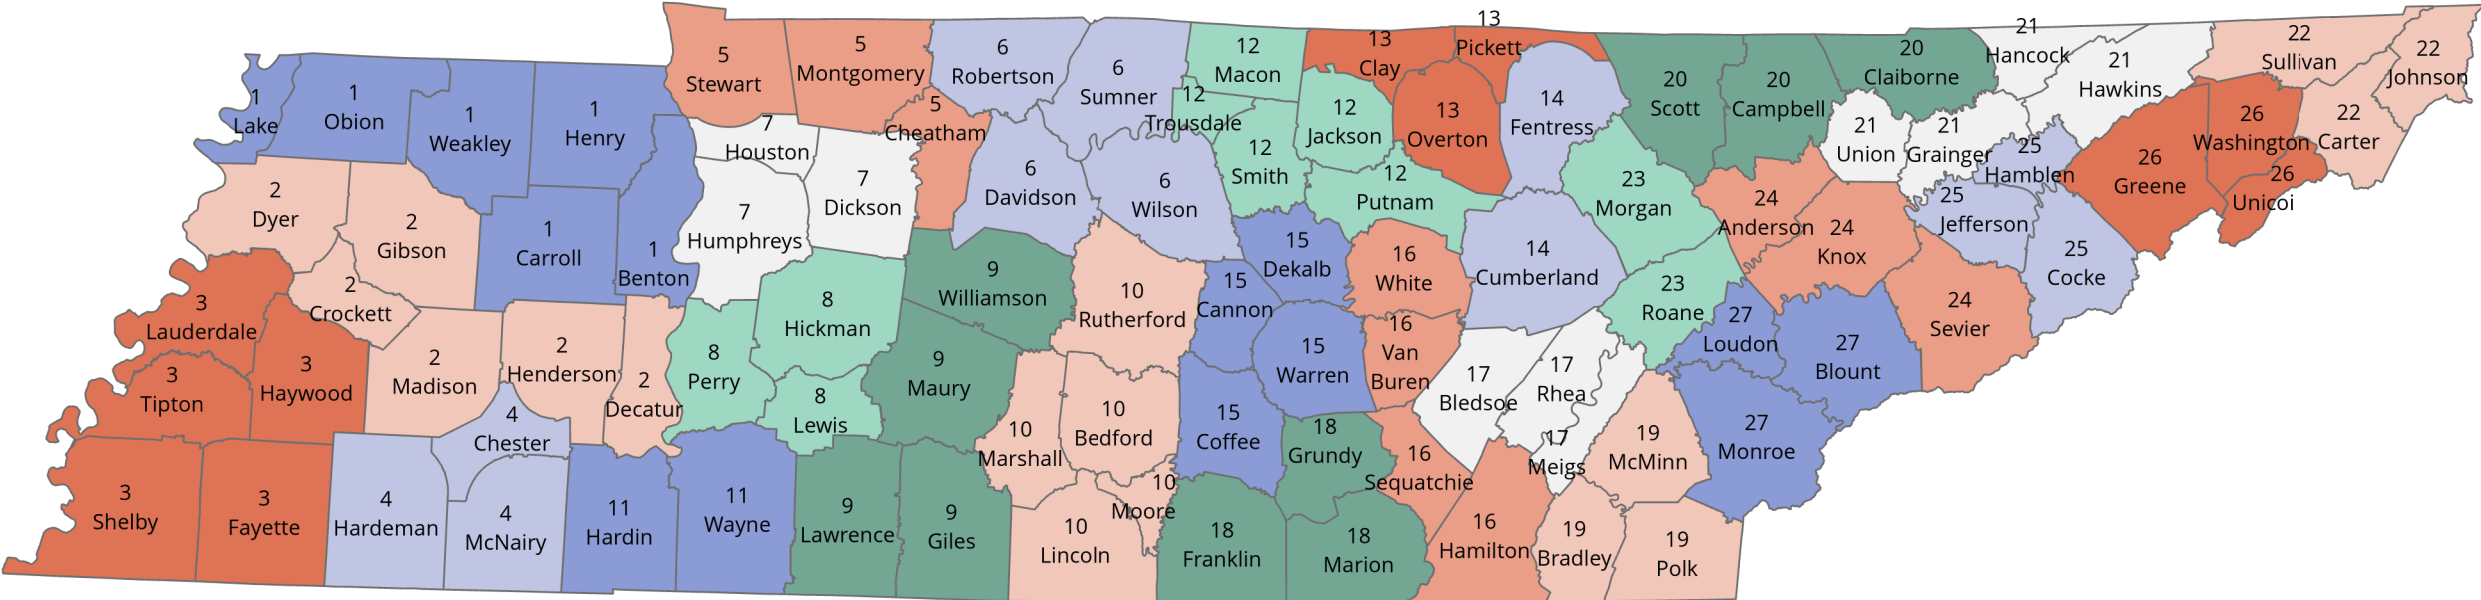 1
Lake
1
Obion
1
Weakley
1
Henry
1
Carroll
1
Benton
2
Dyer
2
Gibson
2
Crockett
2
Madison
2
Henderson
2
Decatur
3
Lauderdale
3
Tipton
3
Haywood
3
Shelby
3
Fayette
4
Chester
4
Hardeman
4
McNairy
5
Stewart
5
Montgomery
5
Cheatham
6
Robertson
6
Sumner
6
Davidson
6
Wilson
7
Houston
7
Dickson
7
Humphreys
8
Hickman
8
Perry
8
Lewis
9
Williamson
9
Maury
9
Lawrence
9
Giles
10
Rutherford
10
Bedford
10
Marshall
10
Moore
10
Lincoln
11
Hardin
11
Wayne
12
Macon
12
Trousdale
12
Smith
12
Jackson
12
Putnam
13
Clay
13
Pickett
13
Overton
14
Fentress
14
Cumberland
15
Dekalb
15
Cannon
15
Warren
15
Coffee
16
White
16
Van
Buren
16
Sequatchie
16
Hamilton
17
Bledsoe
17
Rhea
17
Meigs
18
Grundy
18
Franklin
18
Marion
19
McMinn
19
Bradley
19
Polk
20
Scott
20
Campbell
20
Claiborne
21
Hancock
21
Hawkins
21
Union
21
Grainger
22
Sullivan
22
Johnson
22
Carter
23
Morgan
23
Roane
24
Anderson
24
Knox
24
Sevier
25
Hamblen
25
Jefferson
25
Cocke
26
Greene
26
Washington
26
Unicoi
27
Loudon
27
Blount
27
Monroe